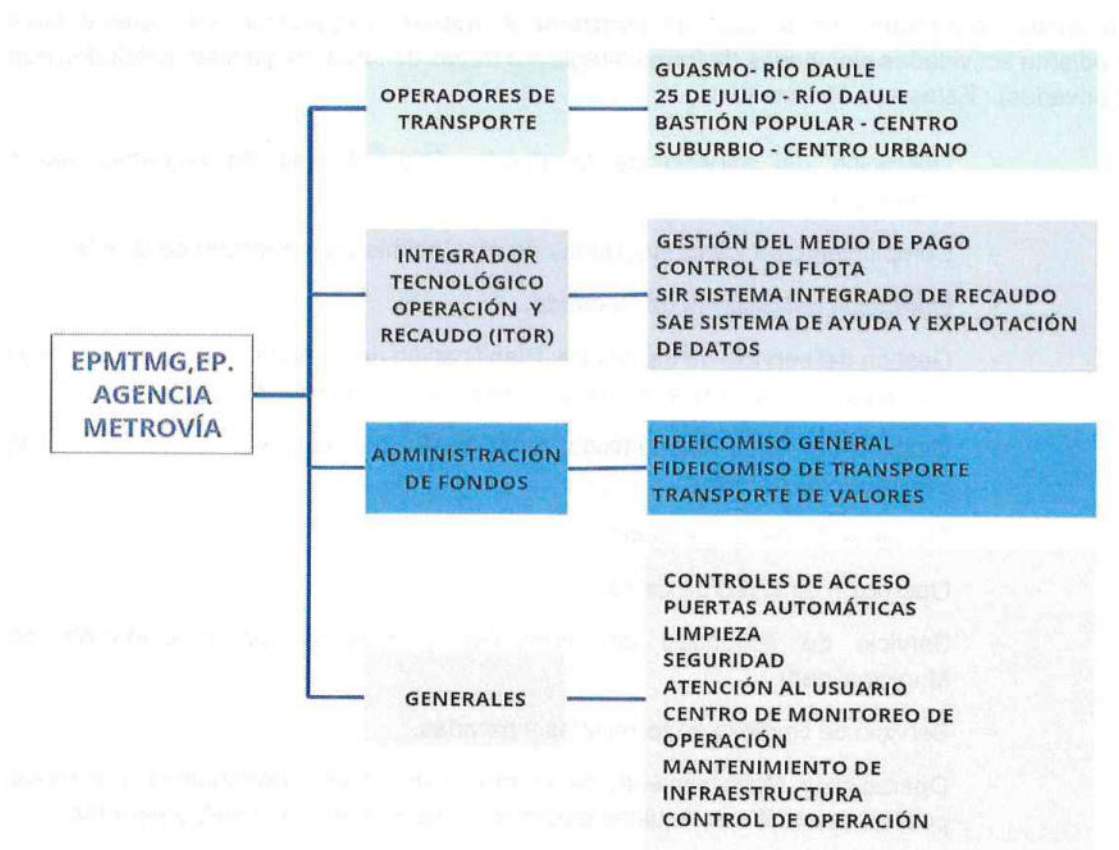 OPERADORES DE
TRANSPORTE
GUASMO- RÍO DAULE
25 DE JULIO - RÍO DAULE
BASTIÓN POPULAR - CENTRO
SUBURBIO - CENTRO URBANO
INTEGRADOR
TECNOLÓGICO
OPERACIÓN Y
RECAUDO (ITOR)
GESTIÓN DEL MEDIO DE PAGO
CONTROL DE FLOTA
SIR SISTEMA INTEGRADO DE RECAUDO
SAE SISTEMA DE AYUDA Y EXPLOTACIÓN
DE DATOS
EPMTMG,EP.
AGENCIA
METROVÍA
ADMINISTRACIÓN
DE FONDOS
FIDEICOMISO GENERAL
FIDEICOMISO DE TRANSPORTE
TRANSPORTE DE VALORES
GENERALES
CONTROLES DE ACCESO
PUERTAS AUTOMÁTICAS
LIMPIEZA
SEGURIDAD
ATENCIÓN AL USUARIO
CENTRO DE MONITOREO DE
OPERACIÓN
MANTENIMIENTO DE
INFRAESTRUCTURA
CONTROL DE OPERACIÓN